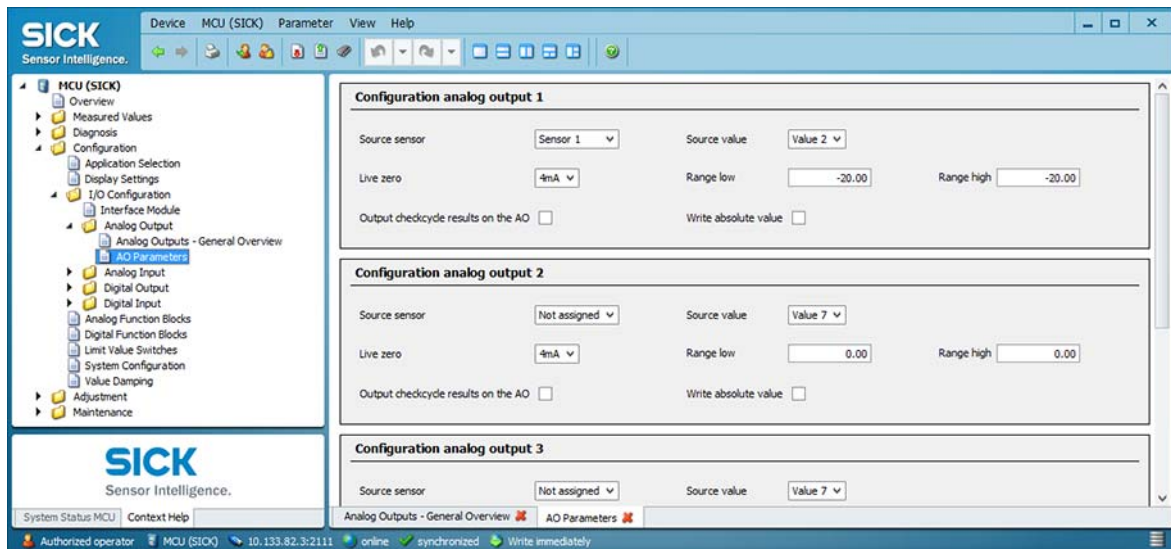 SICK
Sensor Intelligence.
Device MCU (SICK) Parameter View Help
MCU (SICK)
Overview
Measured Values
Diagnosis
Configuration
Application Selection
Display Settings
I/O Configuration
Interface Module
Analog Output
Analog Outputs - General Overview
AO Parameters
Analog Input
Digital Output
Digital Input
Analog Function Blocks
Digital Function Blocks
Limit Value Switches
System Configuration
Value Damping
Adjustment
Maintenance
SICK
Sensor Intelligence.
System Status MCU Context Help
Configuration analog output 1
Source sensor Sensor 1 Source value Value 2
Live zero 4mA Range low -20.00 Range high -20.00
Output checkcycle results on the AO Write absolute value
Configuration analog output 2
Source sensor Not assigned Source value Value 7
Live zero 4mA Range low 0.00 Range high 0.00
Output checkcycle results on the AO Write absolute value
Configuration analog output 3
Source sensor Not assigned Source value Value 7
Analog Outputs - General Overview AO Parameters
Authorized operator MCU (SICK) 10.133.82.3:2111 online synchronized Write immediately